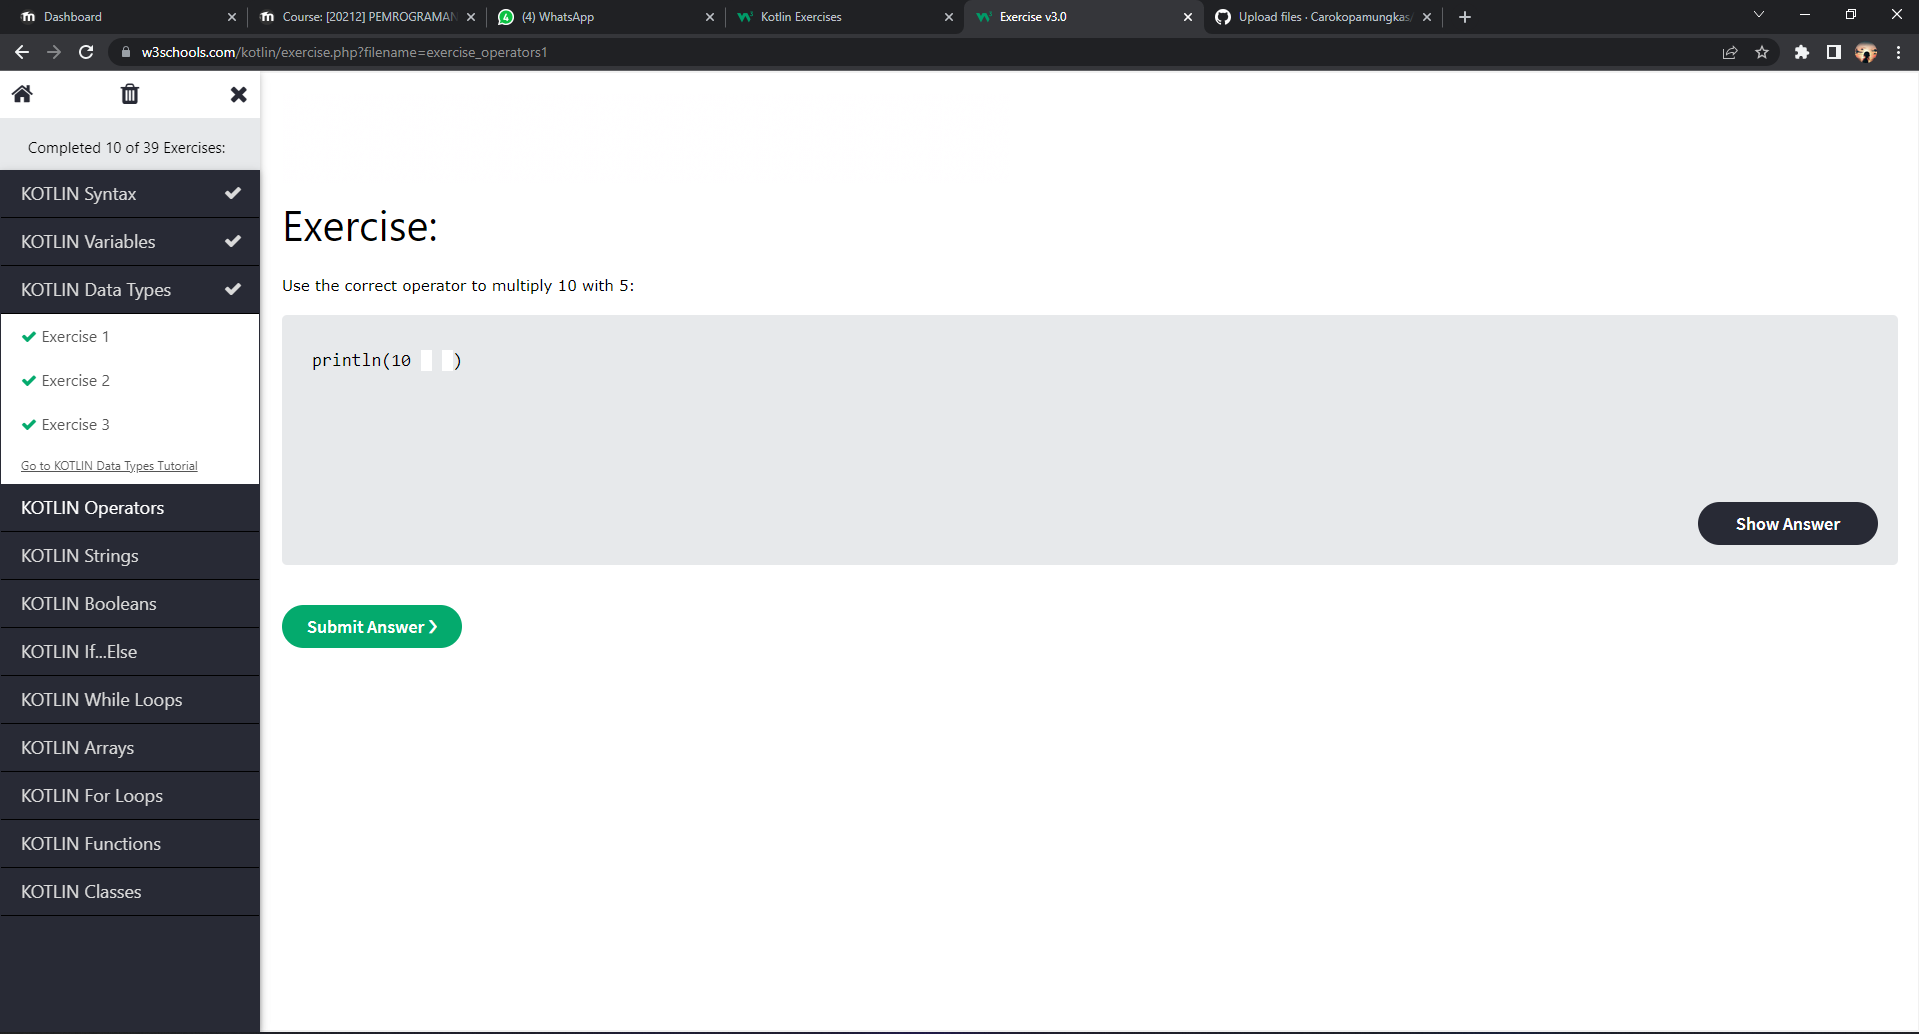 Dashboard
Course: [20212] PEMROGRAMAN
(4) WhatsApp
Kotlin Exercises
Exercise v3.0
Upload files · Carokopamungkas/
w3schools.com/kotlin/exercise.php?filename=exercise_operators1
Completed 10 of 39 Exercises:
KOTLIN Syntax
KOTLIN Variables
KOTLIN Data Types
Exercise 1
Exercise 2
Exercise 3
Go to KOTLIN Data Types Tutorial
KOTLIN Operators
KOTLIN Strings
KOTLIN Booleans
KOTLIN If...Else
KOTLIN While Loops
KOTLIN Arrays
KOTLIN For Loops
KOTLIN Functions
KOTLIN Classes
Exercise:
Use the correct operator to multiply 10 with 5:
println(10    )
Show Answer
Submit Answer ❯